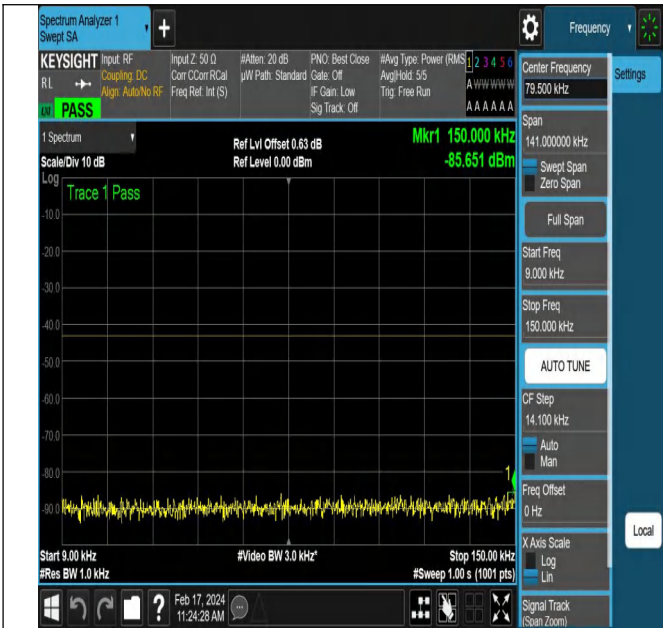 Spectrum Analyzer 1
Swept SA
+
Frequency
KEYSIGHT
RL
PASS
Input: RF
Coupling: DC
Align: Auto/No RF
Input Z: 50 Ω
Corr CCorr RCal
Freq Ref: Int (S)
#Atten: 20 dB
µW Path: Standard
PNO: Best Close
Gate: Off
IF Gain: Low
Sig Track: Off
#Avg Type: Power (RMS
Avg|Hold: 5/5
Trig: Free Run
1 2 3 4 5 6
A W W W W W
A A A A A A
1 Spectrum
Scale/Div 10 dB
Ref Lvl Offset 0.63 dB
Ref Level 0.00 dBm
Mkr1 150.000 kHz
-85.651 dBm
Log
Trace 1 Pass
-10.0
-20.0
-30.0
-40.0
-50.0
-60.0
-70.0
-80.0
-90.0
1
Start 9.00 kHz
#Video BW 3.0 kHz*
Stop 150.00 kHz
#Res BW 1.0 kHz
#Sweep 1.00 s (1001 pts)
?
Feb 17, 2024
11:24:28 AM
Center Frequency
79.500 kHz
Settings
Span
141.000000 kHz
Swept Span
Zero Span
Full Span
Start Freq
9.000 kHz
Stop Freq
150.000 kHz
AUTO TUNE
CF Step
14.100 kHz
Auto
Man
Freq Offset
0 Hz
X Axis Scale
Log
Lin
Signal Track
(Span Zoom)
Local